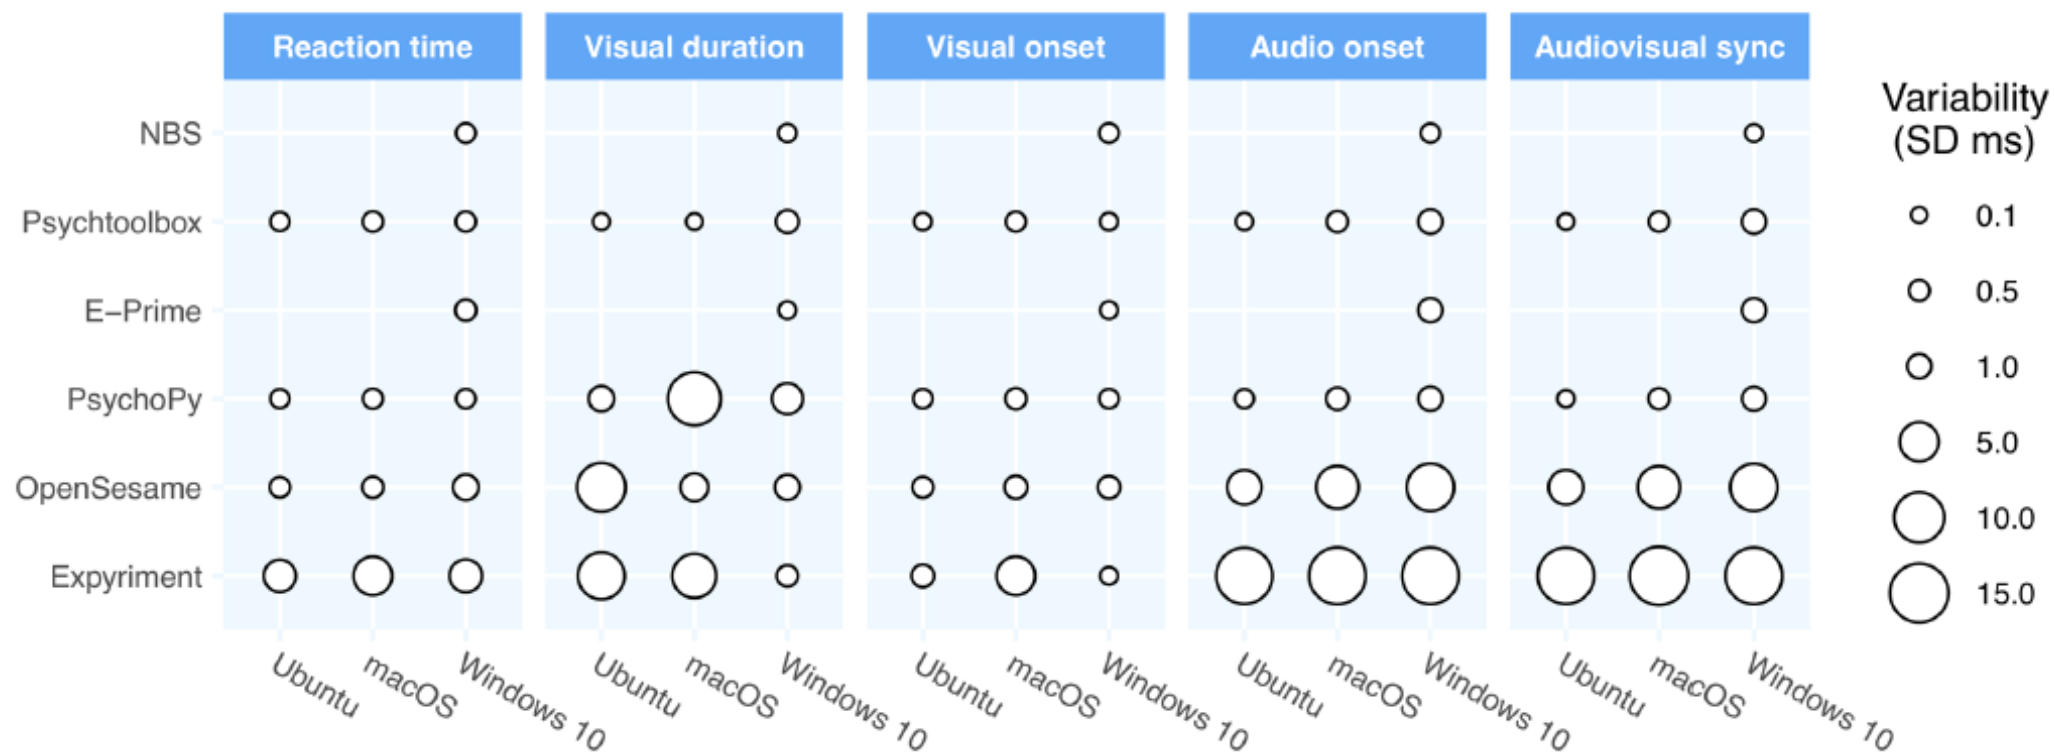 Reaction time
Visual duration
Visual onset
Audio onset
Audiovisual sync
NBS
Psychtoolbox
E−Prime
PsychoPy
OpenSesame
Expyriment
Ubuntu
macOS
Windows 10
Ubuntu
macOS
Windows 10
Ubuntu
macOS
Windows 10
Ubuntu
macOS
Windows 10
Ubuntu
macOS
Windows 10
Variability
(SD ms)
0.1
0.5
1.0
5.0
10.0
15.0